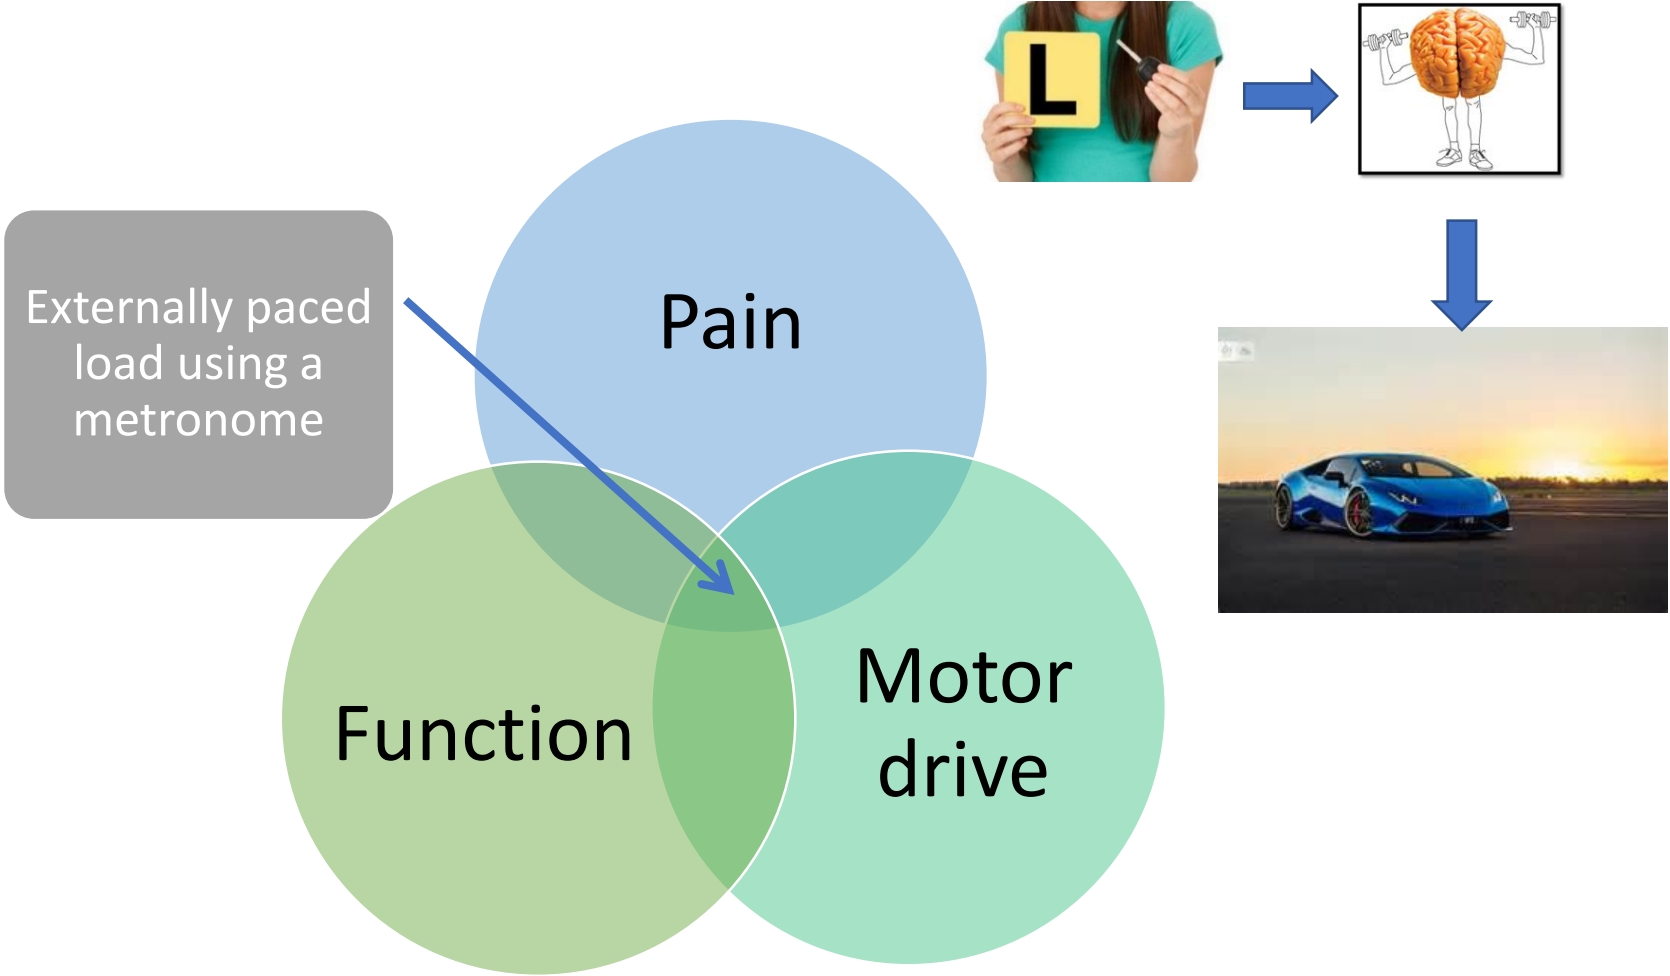 L
Externally paced
load using a
metronome
Pain
Function
Motor
drive